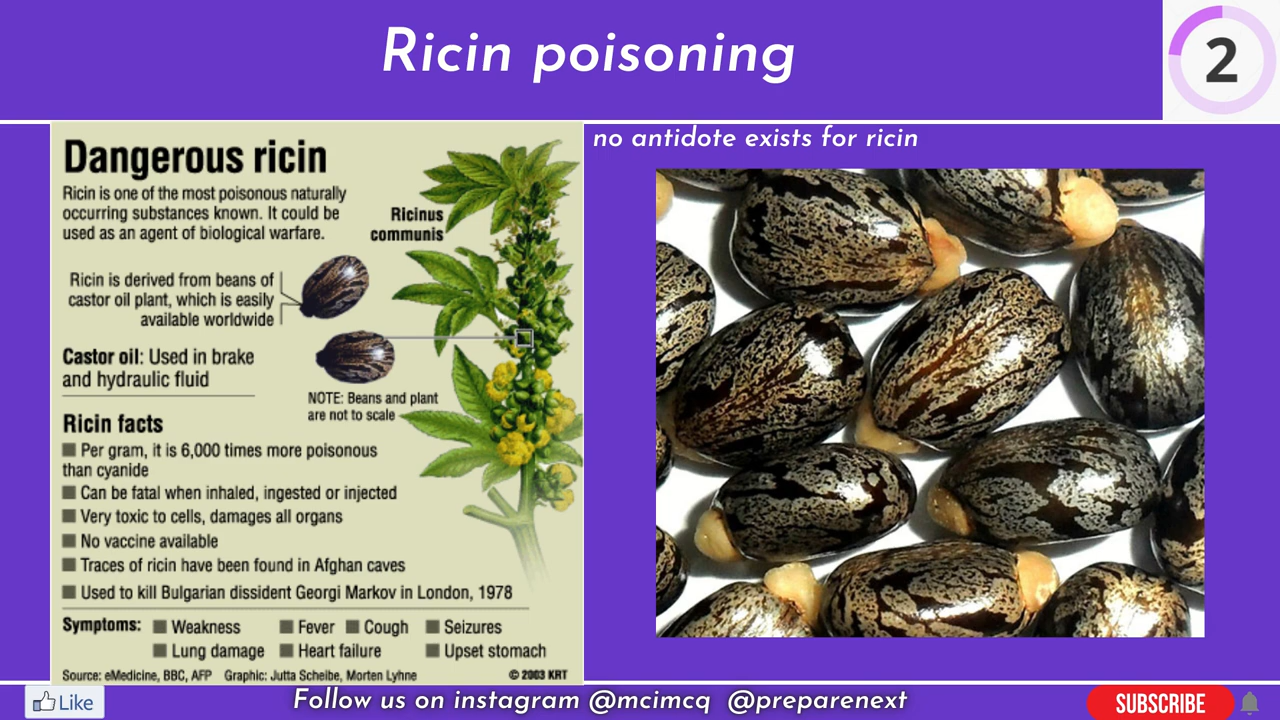 Ricin poisoning
2
no antidote exists for ricin
Dangerous ricin
Ricin is one of the most poisonous naturally
occurring substances known. It could be
used as an agent of biological warfare.
Ricinus
communis
Ricin is derived from beans of
castor oil plant, which is easily
available worldwide
Castor oil: Used in brake
and hydraulic fluid
NOTE: Beans and plant
are not to scale
Ricin facts
Per gram, it is 6,000 times more poisonous
than cyanide
Can be fatal when inhaled, ingested or injected
Very toxic to cells, damages all organs
No vaccine available
Traces of ricin have been found in Afghan caves
Used to kill Bulgarian dissident Georgi Markov in London, 1978
Symptoms: Weakness Fever Cough Seizures
Lung damage Heart failure Upset stomach
Source: eMedicine, BBC, AFP Graphic: Jutta Scheibe, Morten Lyhne © 2003 KRT
Like
Follow us on instagram @mcimcq @preparenext
SUBSCRIBE